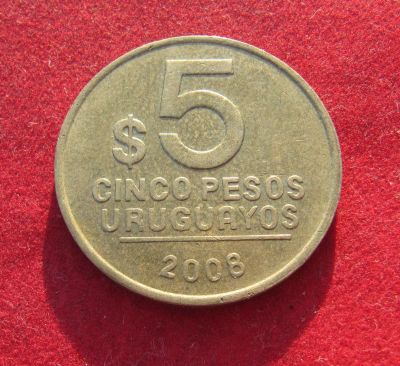 $ 5
CINCO PESOS
URUGUAYOS
2008